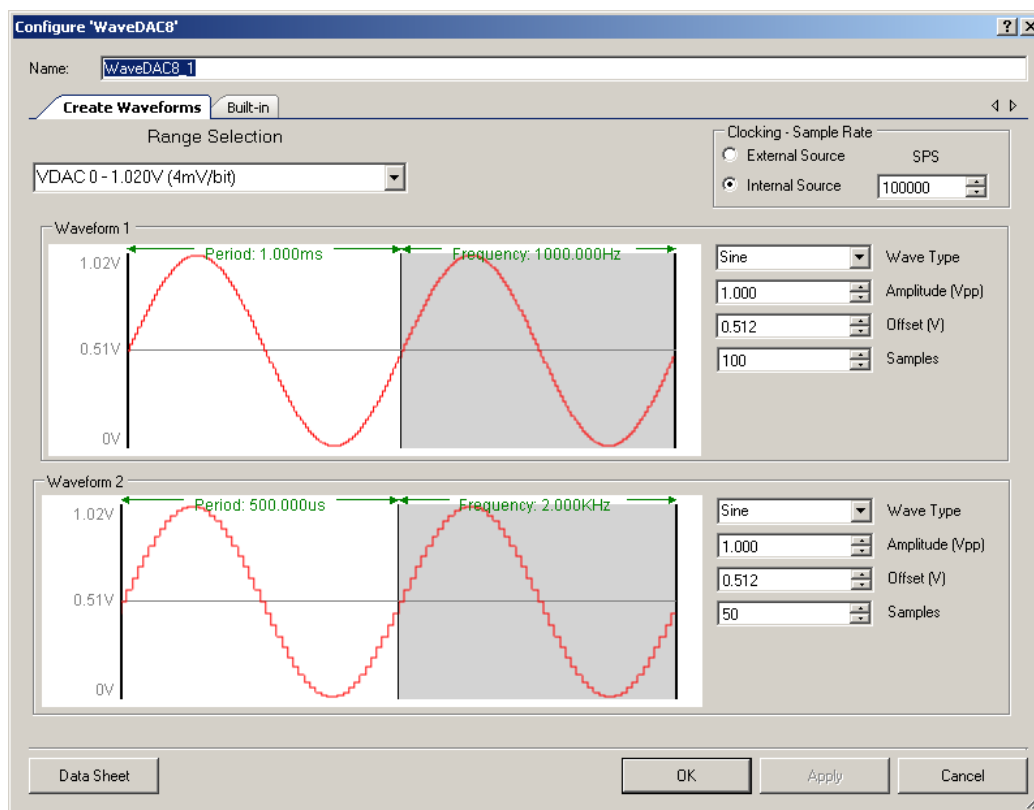 Configure 'WaveDAC8'
Name: WaveDAC8_1
Create Waveforms Built-in
Range Selection
VDAC 0 - 1.020V (4mV/bit)
Clocking - Sample Rate
External Source SPS
Internal Source 100000
Waveform 1
Period: 1.000ms Frequency: 1000.000Hz
1.02V
0.51V
0V
Sine Wave Type
1.000 Amplitude (Vpp)
0.512 Offset (V)
100 Samples
Waveform 2
Period: 500.000us Frequency: 2.000KHz
1.02V
0.51V
0V
Sine Wave Type
1.000 Amplitude (Vpp)
0.512 Offset (V)
50 Samples
Data Sheet OK Apply Cancel